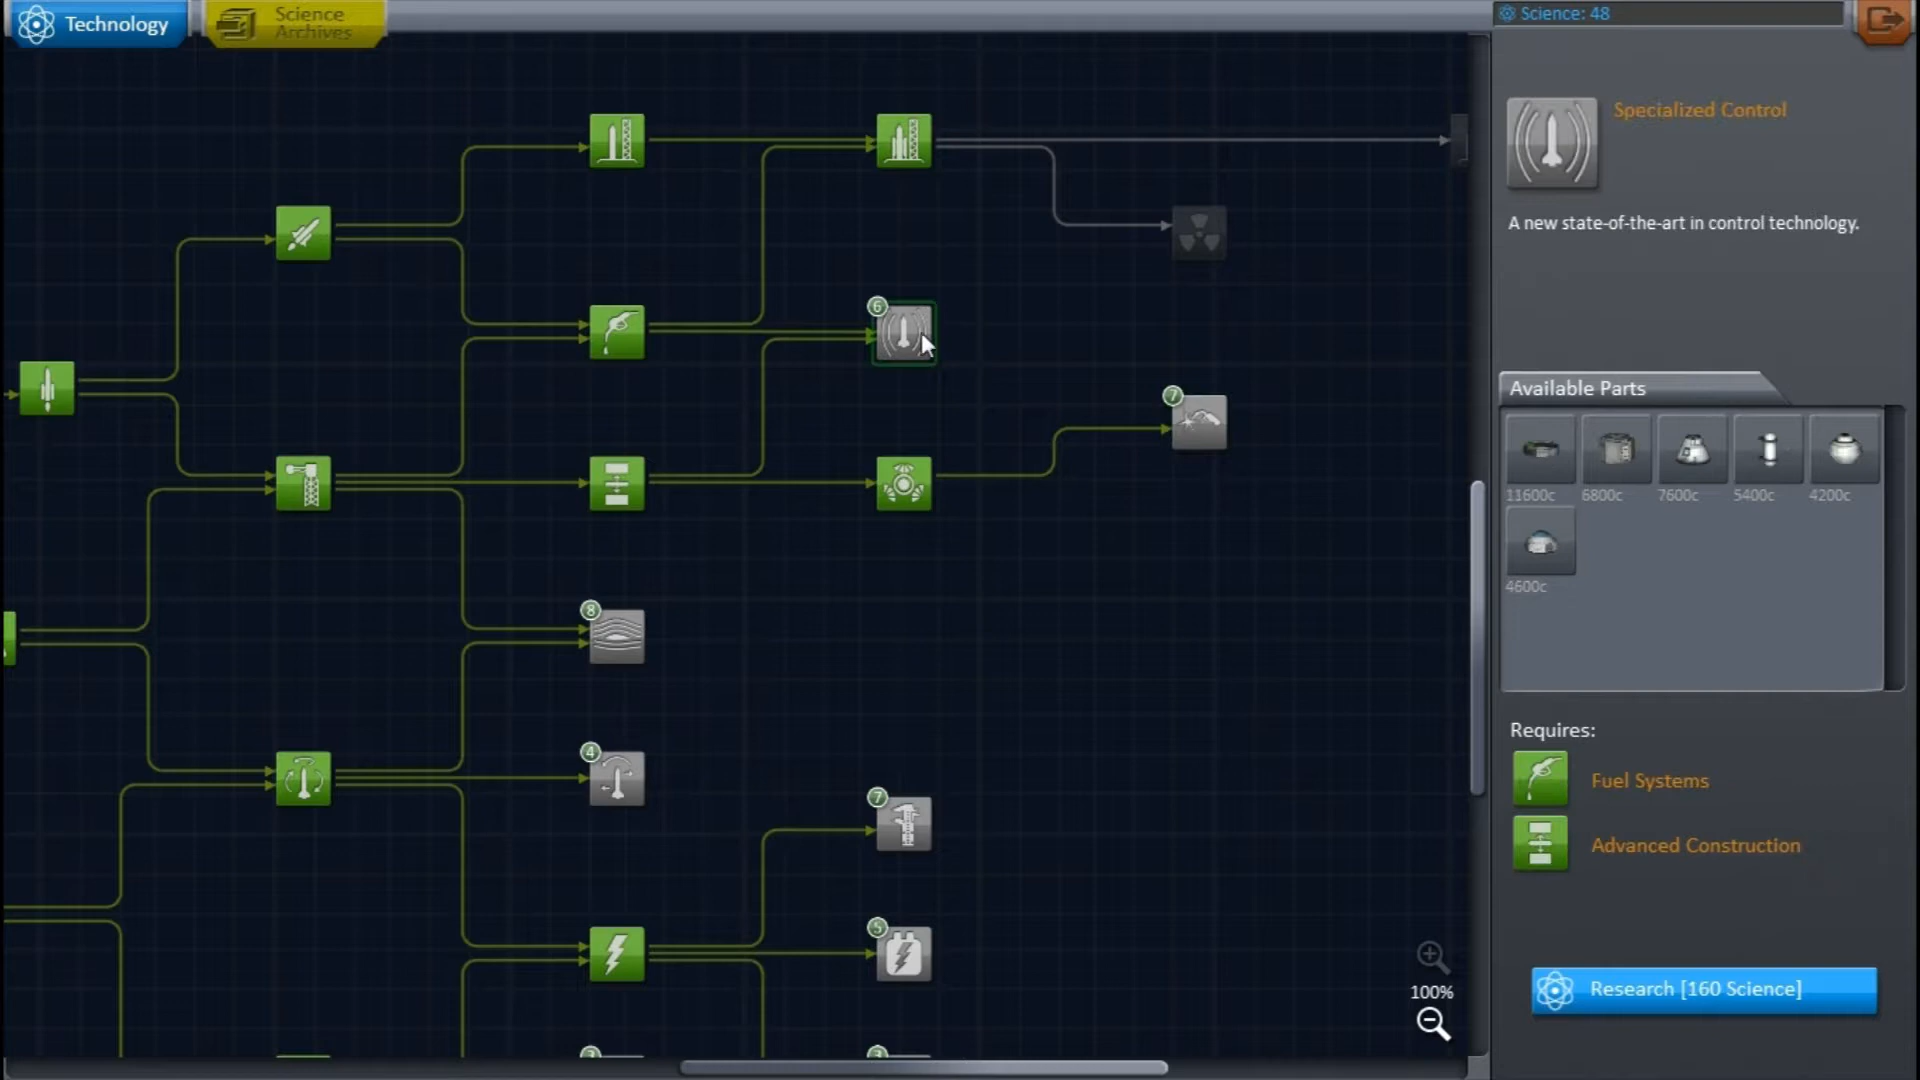 Technology
Science Archives
Science: 48
Specialized Control
A new state-of-the-art in control technology.
6
7
8
4
7
5
Available Parts
11600c 6800c 7600c 5400c 4200c
4600c
Requires:
Fuel Systems
Advanced Construction
100%
Research [160 Science]